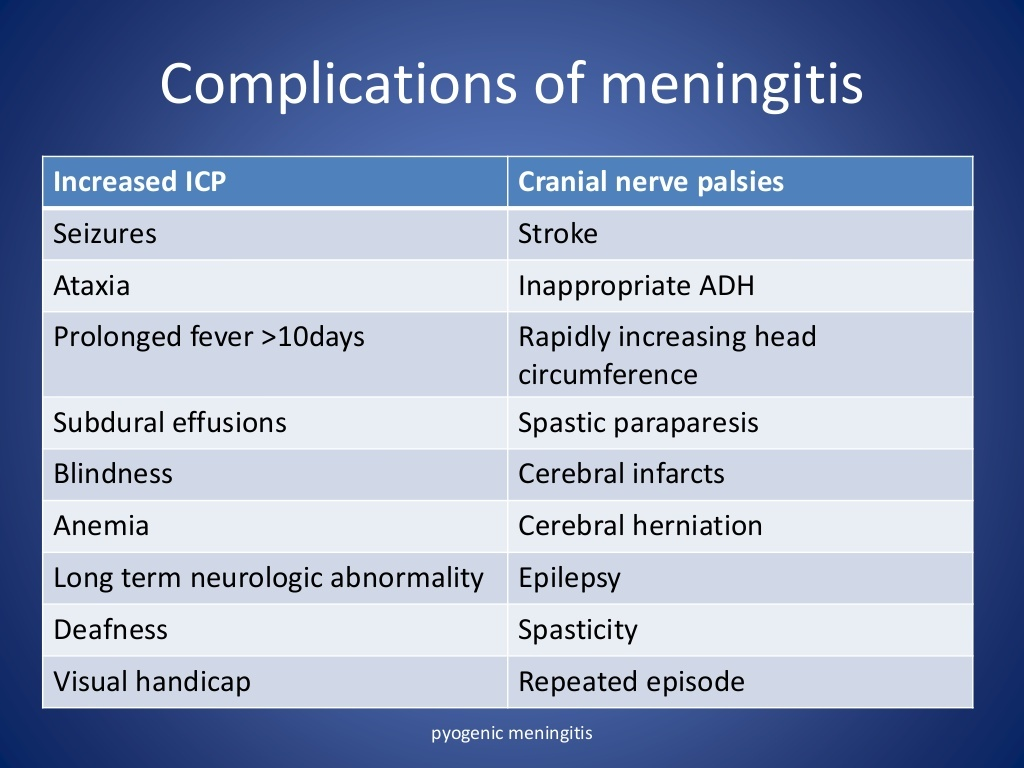 Complications of meningitis
Increased ICP
Cranial nerve palsies
Seizures
Stroke
Ataxia
Inappropriate ADH
Prolonged fever >10days
Rapidly increasing head
circumference
Subdural effusions
Spastic paraparesis
Blindness
Cerebral infarcts
Anemia
Cerebral herniation
Long term neurologic abnormality
Epilepsy
Deafness
Spasticity
Visual handicap
Repeated episode
pyogenic meningitis